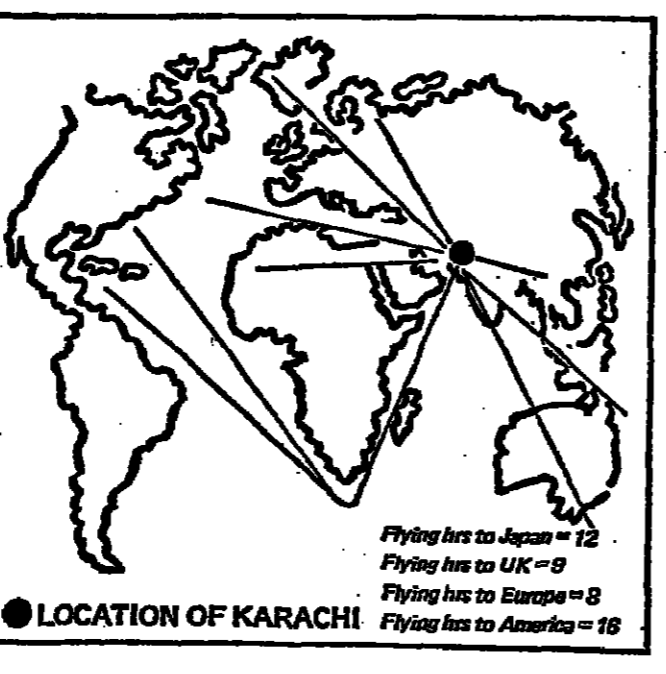 Flying hrs to Japan = 12
Flying hrs to UK = 9
Flying hrs to Europe = 8
Flying hrs to America = 16
LOCATION OF KARACHI